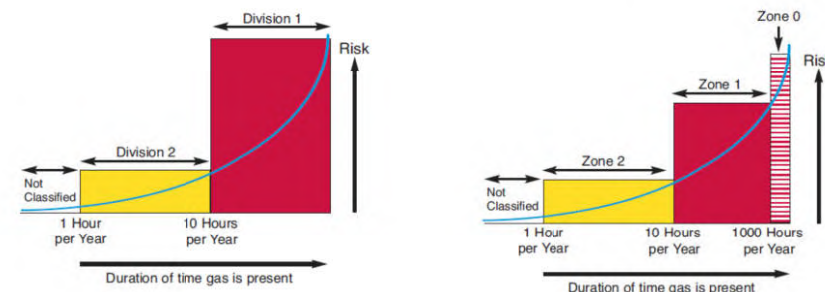 Division 1
Risk
Division 2
Not
Classified
1 Hour
per Year
10 Hours
per Year
Duration of time gas is present
Zone 0
Ris
Zone 1
Zone 2
Not
Classified
1 Hour
per Year
10 Hours
per Year
1000 Hours
per Year
Duration of time gas is present